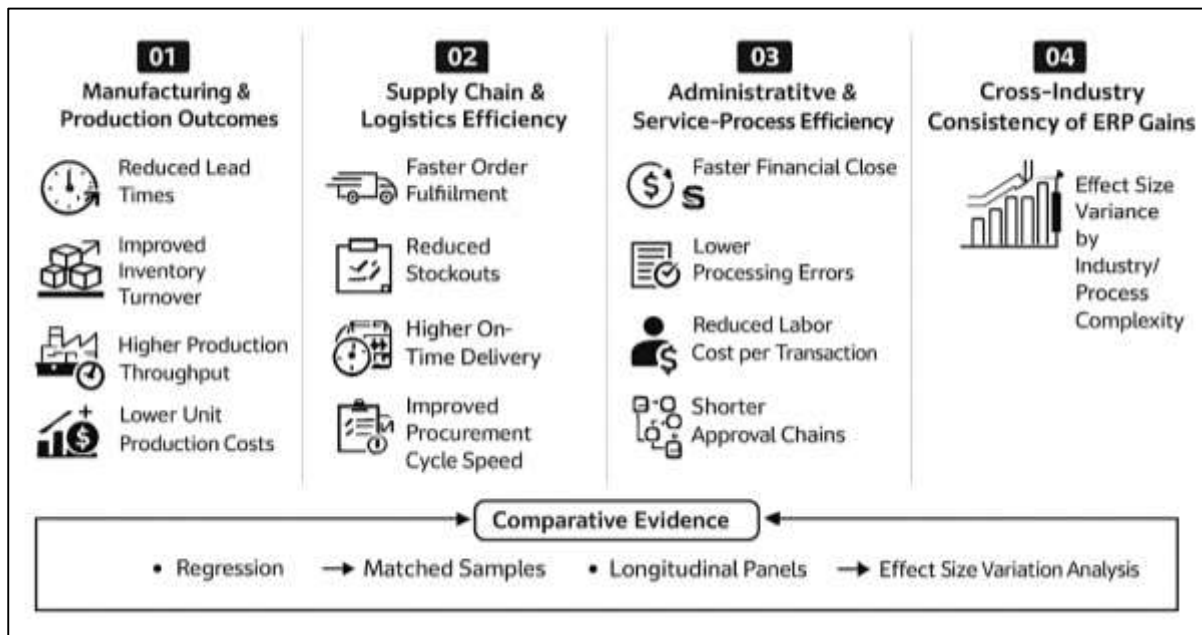 01
Manufacturing &
Production Outcomes
Reduced Lead
Times
Improved
Inventory
Turnover
Higher Production
Throughput
Lower Unit
Production Costs
02
Supply Chain &
Logistics Efficiency
Faster Order
Fulfiilment
Reduced
Stockouts
Higher On-
Time Delivery
Improved
Procurement
Cycle Speed
03
Administratitve &
Service-Process Efficiency
Faster Financial Close
Lower
Processing Errors
Reduced Labor
Cost per Transaction
Shorter
Approval Chains
04
Cross-Industry
Consistency of ERP Gains
Effect Size
Variance
by
Industry/
Process
Complexity
Comparative Evidence
• Regression → Matched Samples • Longitudinal Panels → Effect Size Variation Analysis